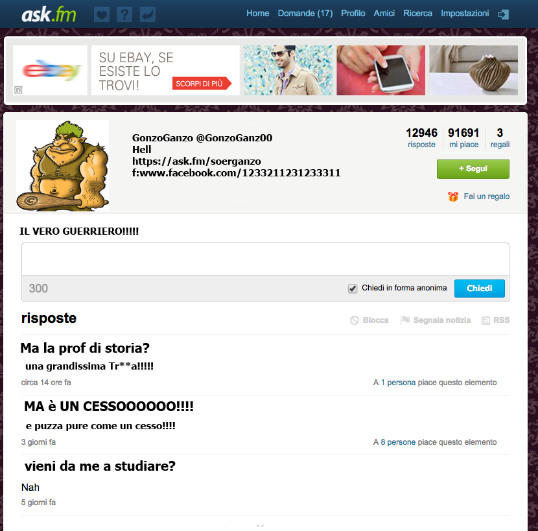 ask.fm
Home Domande (17) Profilo Amici Ricerca Impostazioni
ebay
SU EBAY, SE
ESISTE LO
TROVI!
SCOPRI DI PIÙ
GonzoGanzo @GonzoGanz00
Hell
https://ask.fm/soerganzo
f:www.facebook.com/1233211231233311
12946 91691 3
risposte mi piace regali
+ Segui
Fai un regalo
IL VERO GUERRIERO!!!!!
300
Chiedi in forma anonima
Chiedi
risposte
Blocca Segnala notizia RSS
Ma la prof di storia?
una grandissima Tr**a!!!!!
circa 14 ore fa
A 1 persona piace questo elemento
MA è UN CESSOOOOOO!!!!
e puzza pure come un cesso!!!!
3 giorni fa
A 6 persone piace questo elemento
vieni da me a studiare?
Nah
5 giorni fa